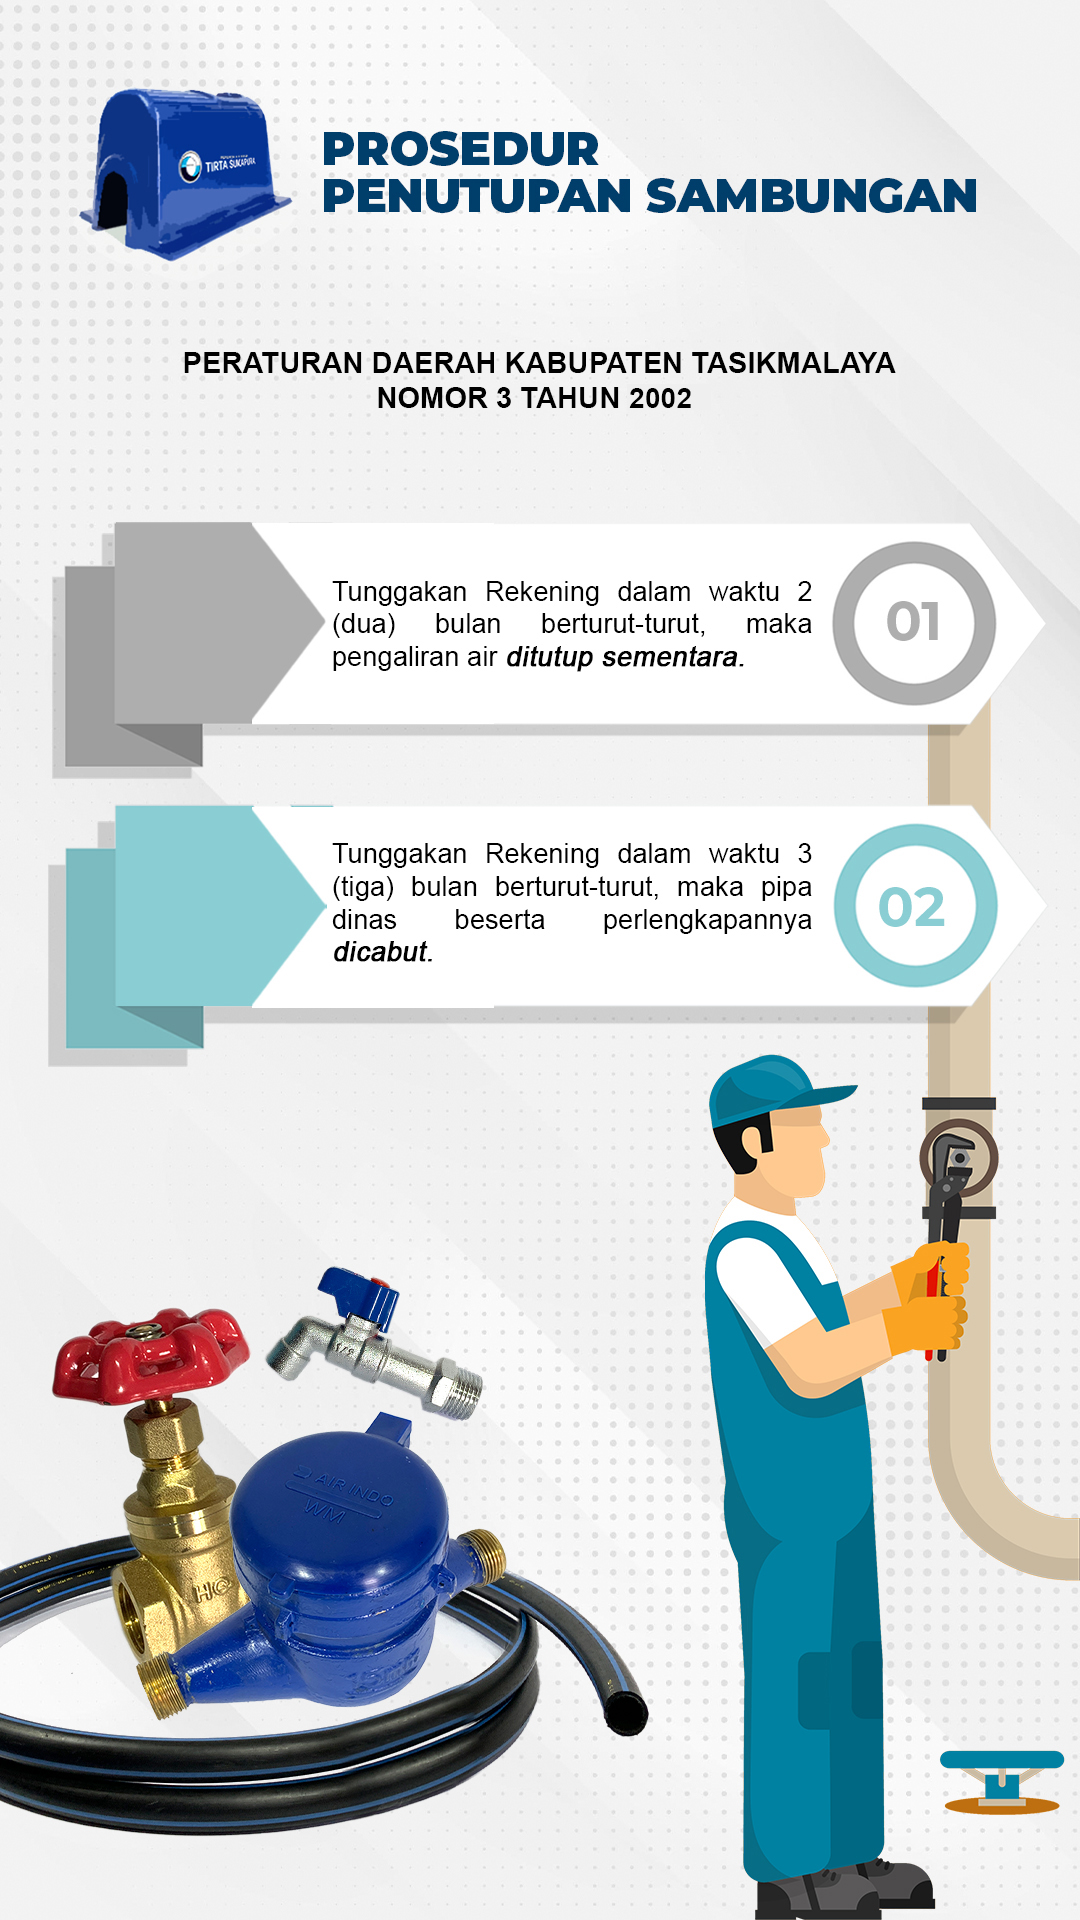 TIRTA SUKAPURA
PROSEDUR
PENUTUPAN SAMBUNGAN
PERATURAN DAERAH KABUPATEN TASIKMALAYA
NOMOR 3 TAHUN 2002
Tunggakan Rekening dalam waktu 2
(dua) bulan berturut-turut, maka
pengaliran air ditutup sementara.
01
Tunggakan Rekening dalam waktu 3
(tiga) bulan berturut-turut, maka pipa
dinas beserta perlengkapannya
dicabut.
02
AIR INDO
WM
HQ